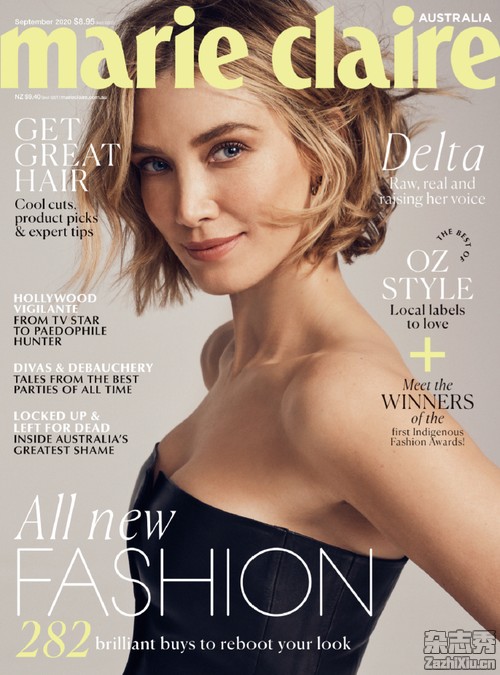 AUSTRALIA
September 2020 $8.95
marie claire
GET
GREAT
HAIR
Cool cuts,
product picks
& expert tips
Delta
Raw, real and
raising her voice
THE BEST OF
OZ
STYLE
Local labels
to love
+
Meet the
WINNERS
of the
first Indigenous
Fashion Awards!
HOLLYWOOD
VIGILANTE
FROM TV STAR
TO PAEDOPHILE
HUNTER
DIVAS & DEBAUCHERY
TALES FROM THE BEST
PARTIES OF ALL TIME
LOCKED UP &
LEFT FOR DEAD
INSIDE AUSTRALIA'S
GREATEST SHAME
All new
FASHION
282 brilliant buys to reboot your look
杂志秀
ZazhiXiu.cn